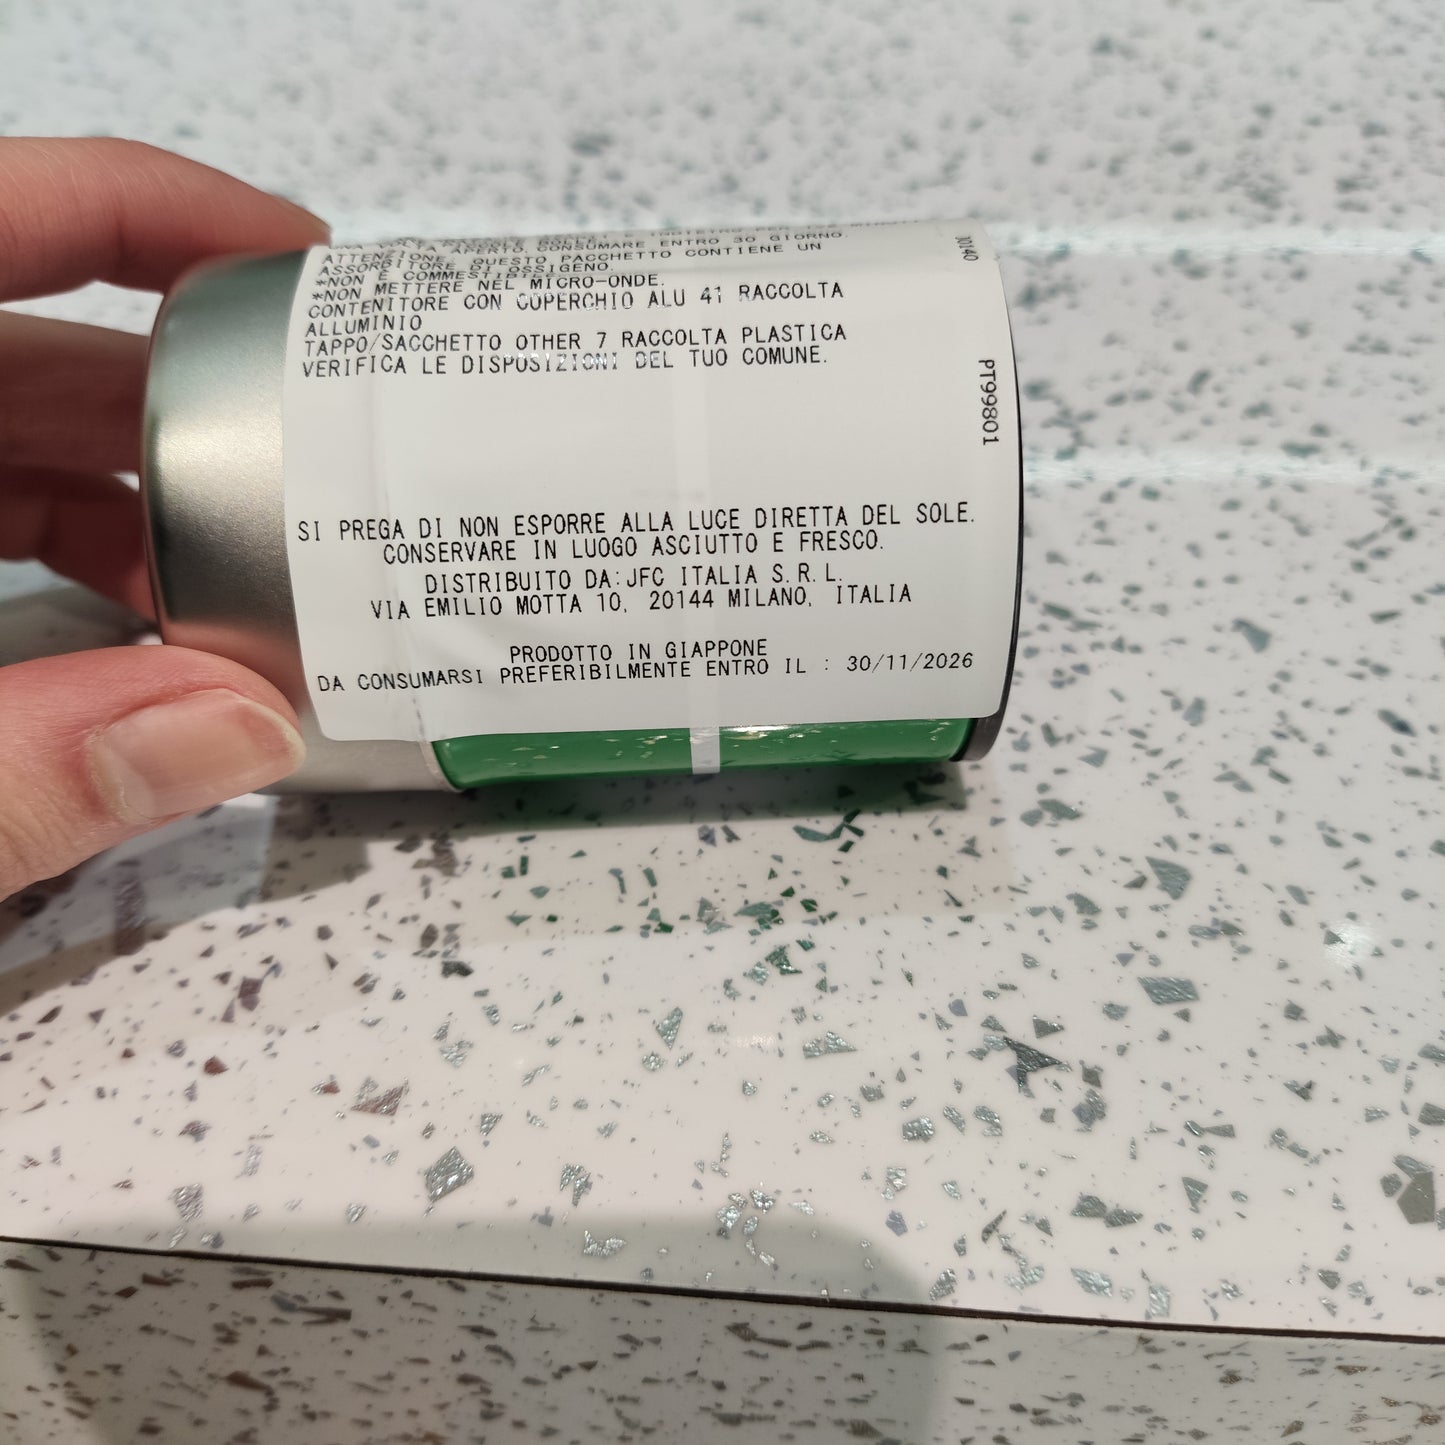 UNA VOLTA APERTO, CONSUMARE ENTRO 30 GIORNO.
ATTENZIONE, QUESTO PACCHETTO CONTIENE UN
ASSORBITORE DI OSSIGENO.
*NON È COMMESTIBILE
*NON METTERE NEL MICRO-ONDE.
CONTENITORE CON COPERCHIO ALU 41 RACCOLTA
ALLUMINIO
TAPPO/SACCHETTO OTHER 7 RACCOLTA PLASTICA
VERIFICA LE DISPOSIZIONI DEL TUO COMUNE.
SI PREGA DI NON ESPORRE ALLA LUCE DIRETTA DEL SOLE.
CONSERVARE IN LUOGO ASCIUTTO E FRESCO.
DISTRIBUITO DA:JFC ITALIA S.R.L.
VIA EMILIO MOTTA 10, 20144 MILANO, ITALIA
PRODOTTO IN GIAPPONE
DA CONSUMARSI PREFERIBILMENTE ENTRO IL : 30/11/2026
J0140
PT99801